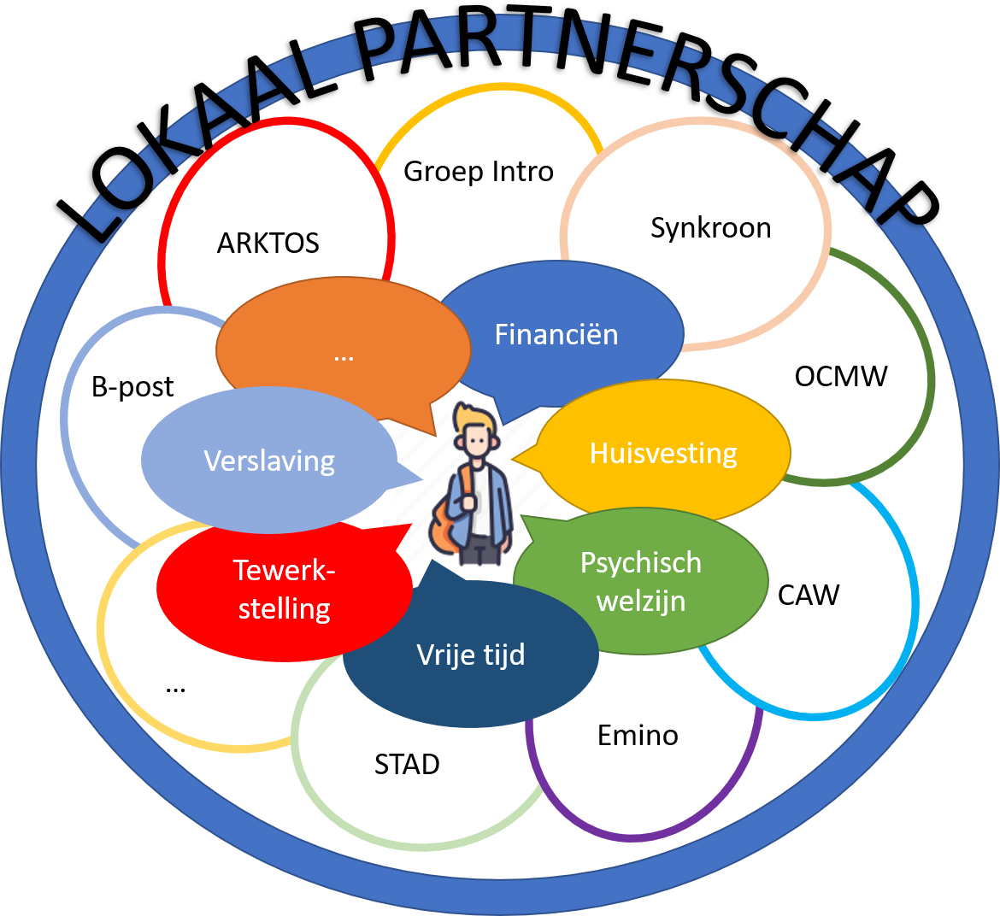 LOKAAL PARTNERSCHAP
Groep Intro
Synkroon
ARKTOS
Financiën
...
OCMW
B-post
Huisvesting
Verslaving
Psychisch
welzijn
Tewerk-
stelling
CAW
Vrije tijd
...
Emino
STAD